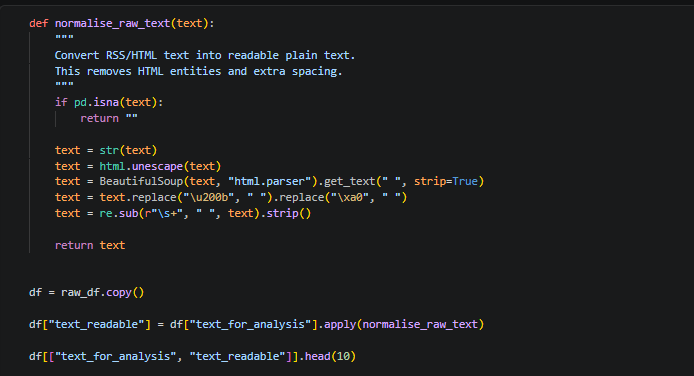 def normalise_raw_text(text):
    """
    Convert RSS/HTML text into readable plain text.
    This removes HTML entities and extra spacing.
    """
    if pd.isna(text):
        return ""

    text = str(text)
    text = html.unescape(text)
    text = BeautifulSoup(text, "html.parser").get_text(" ", strip=True)
    text = text.replace("\u200b", " ").replace("\xa0", " ")
    text = re.sub(r"\s+", " ", text).strip()

    return text


df = raw_df.copy()

df["text_readable"] = df["text_for_analysis"].apply(normalise_raw_text)

df[["text_for_analysis", "text_readable"]].head(10)